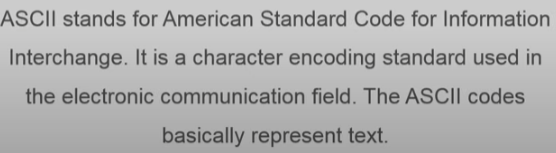 ASCII stands for American Standard Code for Information
Interchange. It is a character encoding standard used in
the electronic communication field. The ASCII codes
basically represent text.